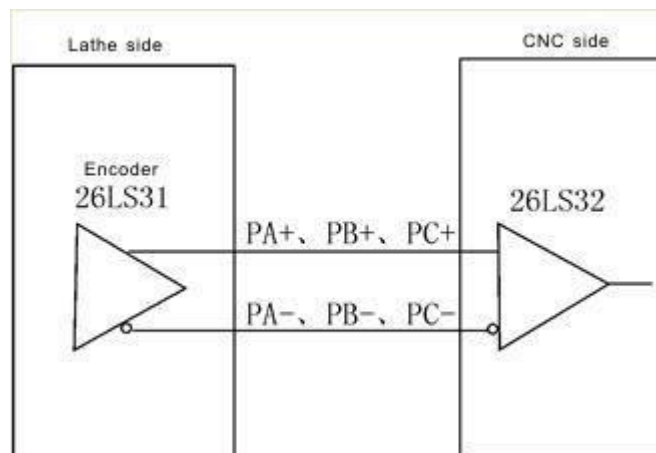 Lathe side
CNC side
Encoder
26LS31
26LS32
PA+、PB+、PC+
PA-、PB-、PC-